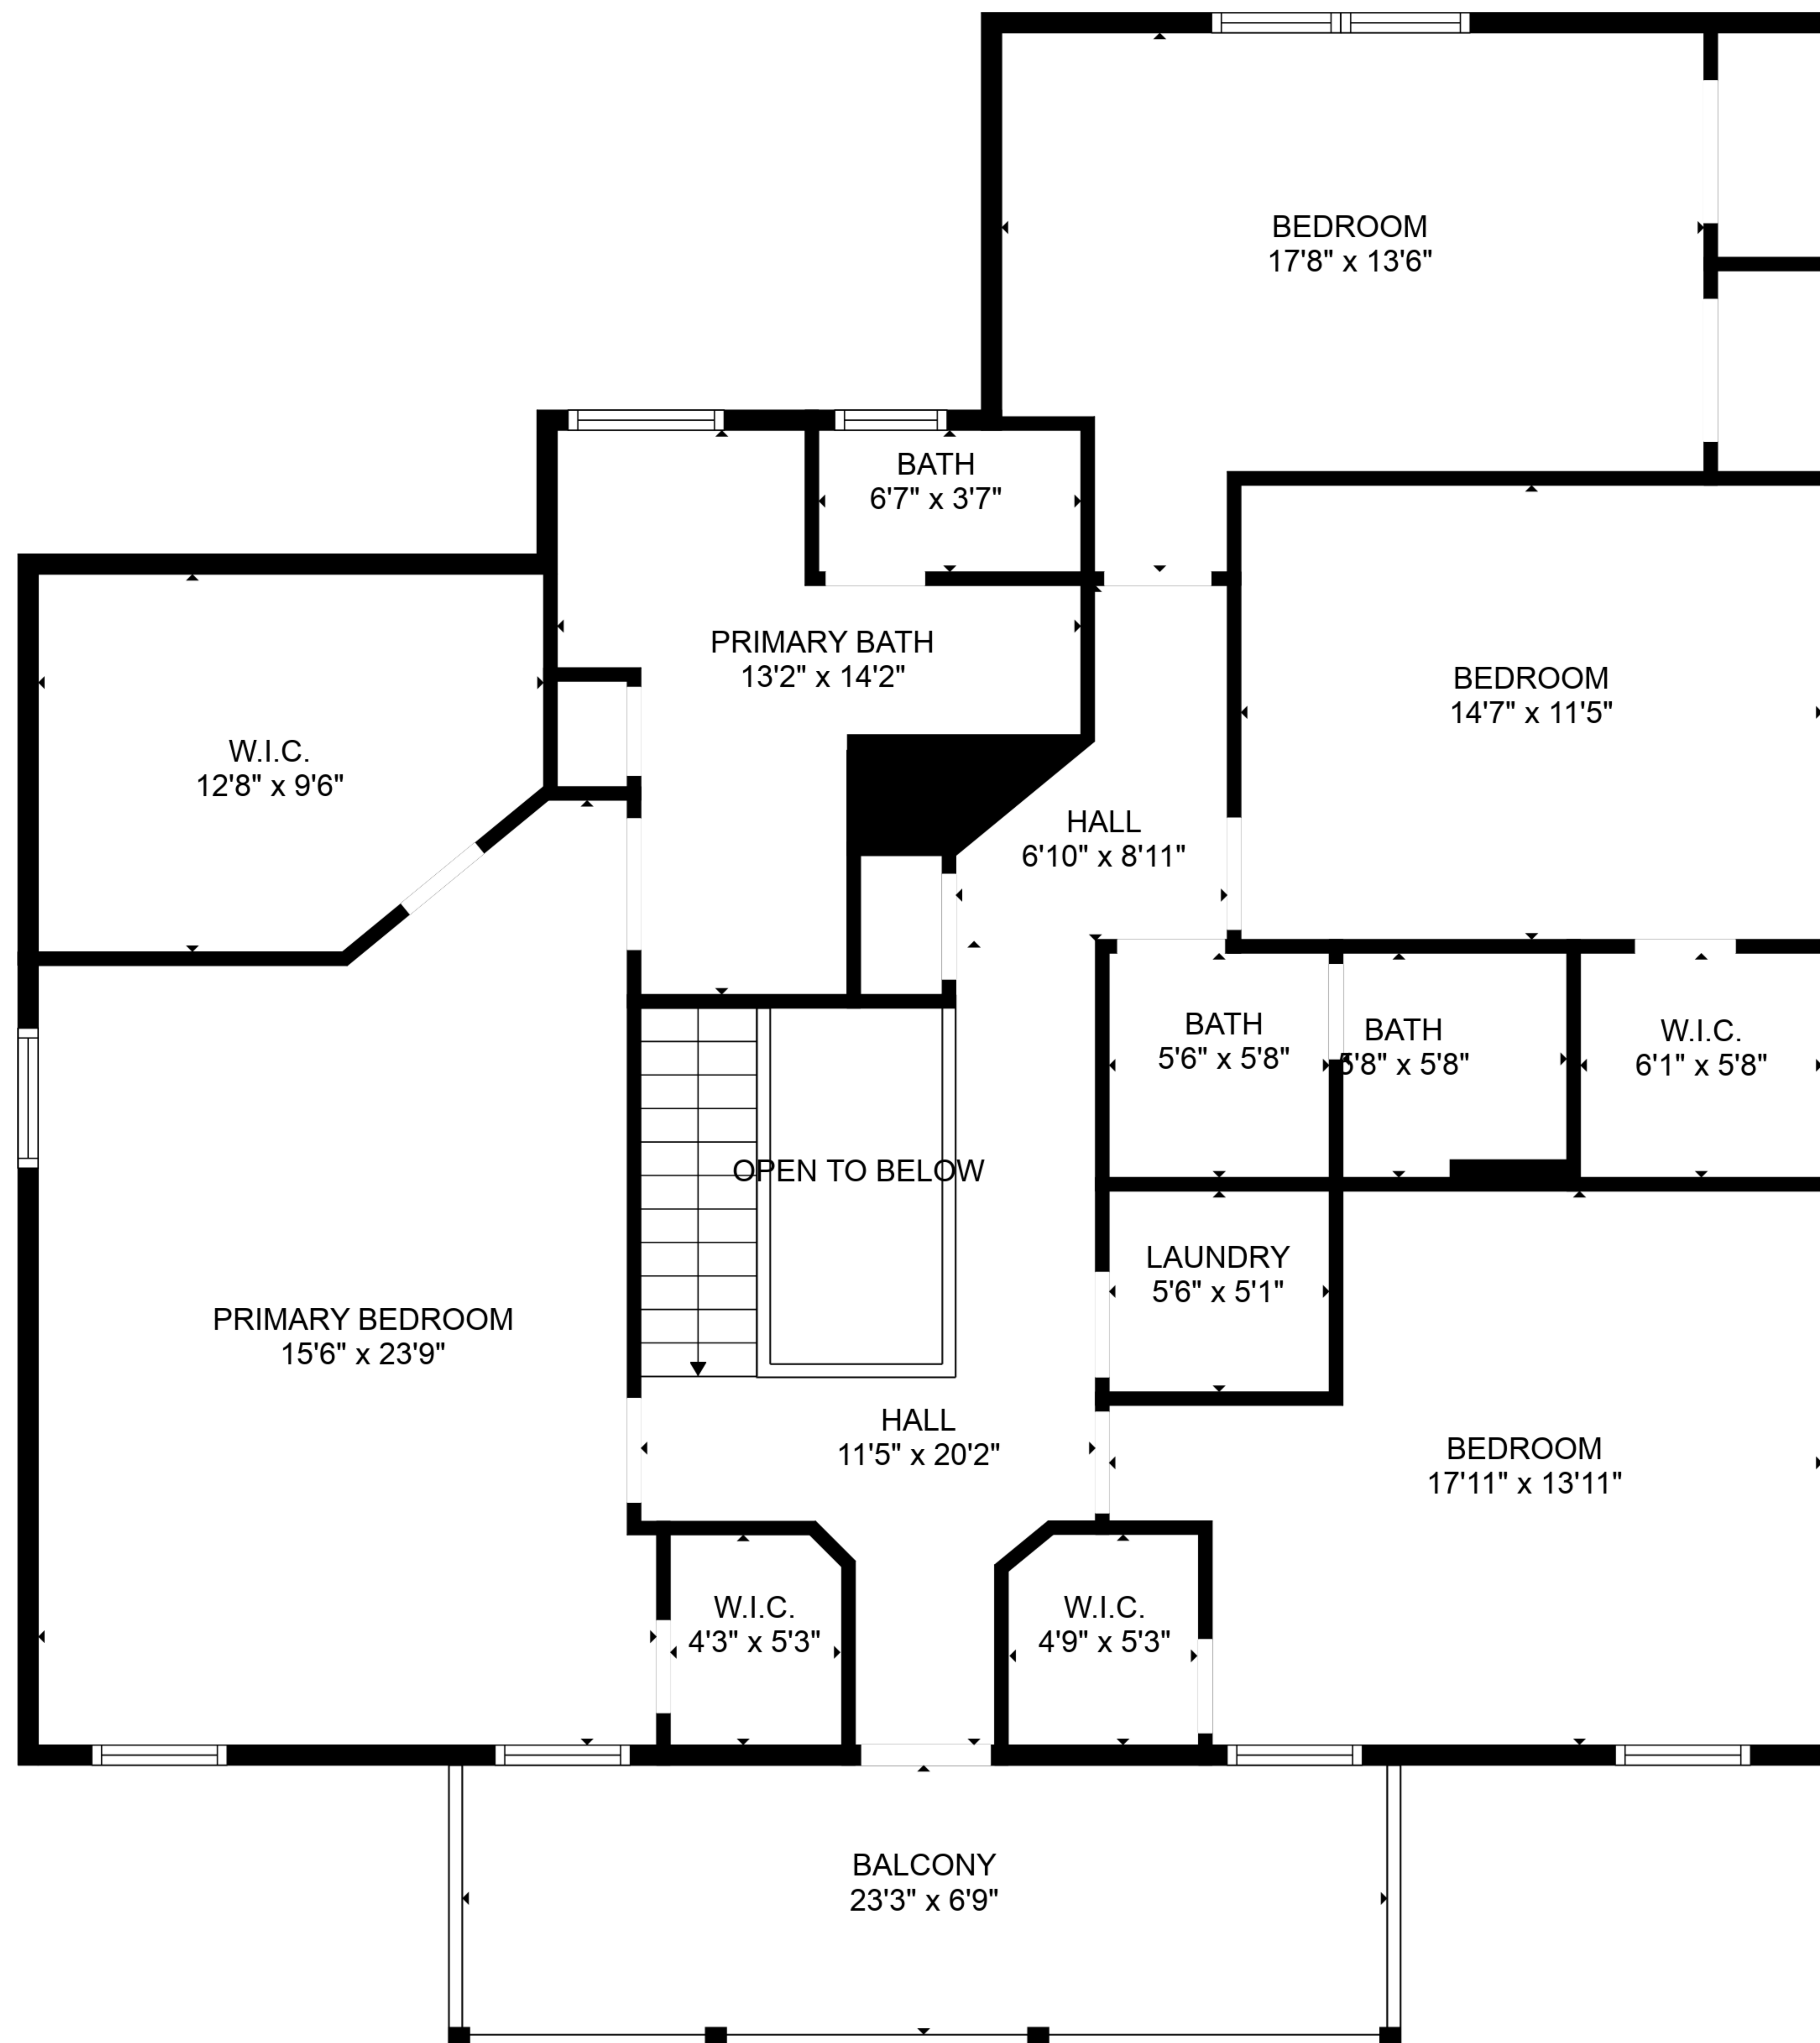 BEDROOM
17'8" x 13'6"
BATH
6'7" x 3'7"
PRIMARY BATH
13'2" x 14'2"
BEDROOM
14'7" x 11'5"
W.I.C.
12'8" x 9'6"
HALL
6'10" x 8'11"
BATH
5'6" x 5'8"
BATH
5'8" x 5'8"
W.I.C.
6'1" x 5'8"
OPEN TO BELOW
LAUNDRY
5'6" x 5'1"
PRIMARY BEDROOM
15'6" x 23'9"
HALL
11'5" x 20'2"
BEDROOM
17'11" x 13'11"
W.I.C.
4'3" x 5'3"
W.I.C.
4'9" x 5'3"
BALCONY
23'3" x 6'9"